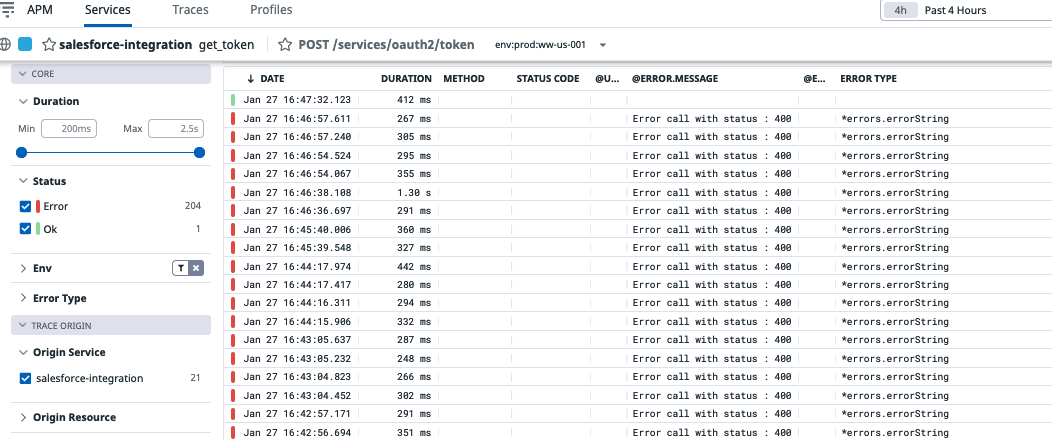 APM Services Traces Profiles 4h Past 4 Hours
salesforce-integration get_token POST /services/oauth2/token env:prod:ww-us-001
CORE
Duration
Min 200ms Max 2.5s
Status
Error 204
Ok 1
Env
Error Type
TRACE ORIGIN
Origin Service
salesforce-integration 21
Origin Resource
DATE DURATION METHOD STATUS CODE @U... @ERROR.MESSAGE @E... ERROR TYPE
Jan 27 16:47:32.123 412 ms
Jan 27 16:46:57.611 267 ms Error call with status : 400 *errors.errorString
Jan 27 16:46:57.240 305 ms Error call with status : 400 *errors.errorString
Jan 27 16:46:54.524 295 ms Error call with status : 400 *errors.errorString
Jan 27 16:46:54.067 355 ms Error call with status : 400 *errors.errorString
Jan 27 16:46:38.108 1.30 s Error call with status : 400 *errors.errorString
Jan 27 16:46:36.697 291 ms Error call with status : 400 *errors.errorString
Jan 27 16:45:40.006 360 ms Error call with status : 400 *errors.errorString
Jan 27 16:45:39.548 327 ms Error call with status : 400 *errors.errorString
Jan 27 16:44:17.974 442 ms Error call with status : 400 *errors.errorString
Jan 27 16:44:17.417 280 ms Error call with status : 400 *errors.errorString
Jan 27 16:44:16.311 294 ms Error call with status : 400 *errors.errorString
Jan 27 16:44:15.906 332 ms Error call with status : 400 *errors.errorString
Jan 27 16:43:05.637 287 ms Error call with status : 400 *errors.errorString
Jan 27 16:43:05.232 248 ms Error call with status : 400 *errors.errorString
Jan 27 16:43:04.823 266 ms Error call with status : 400 *errors.errorString
Jan 27 16:43:04.452 302 ms Error call with status : 400 *errors.errorString
Jan 27 16:42:57.171 291 ms Error call with status : 400 *errors.errorString
Jan 27 16:42:56.694 351 ms Error call with status : 400 *errors.errorString